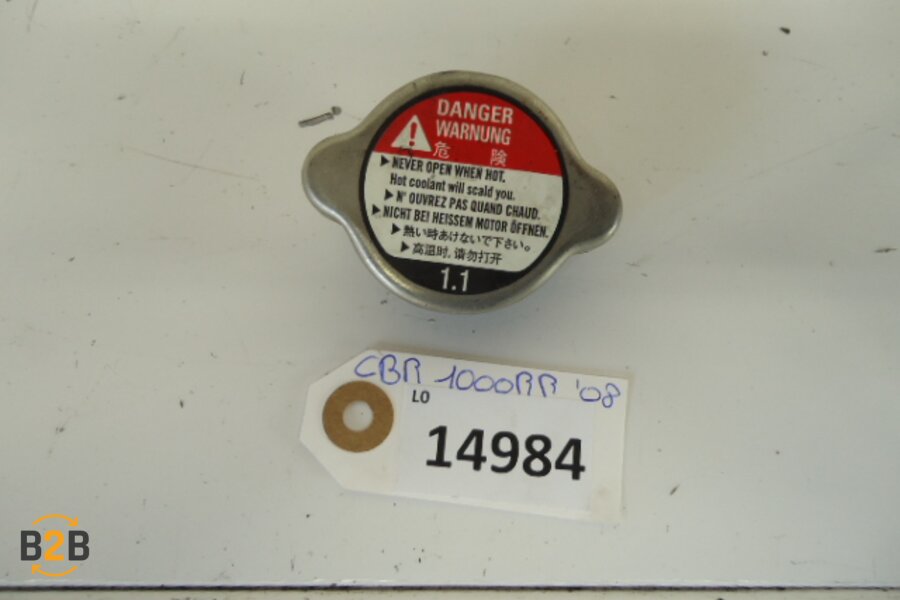 DANGER
WARNUNG
危 険
▶ NEVER OPEN WHEN HOT.
Hot coolant will scald you.
▶ N' OUVREZ PAS QUAND CHAUD.
▶ NICHT BEI HEISSEM MOTOR ÖFFNEN.
▶ 熱い時あけないで下さい。
▶ 高温时, 请勿打开
1.1
CBR 1000RR '08
LO
14984
B2B